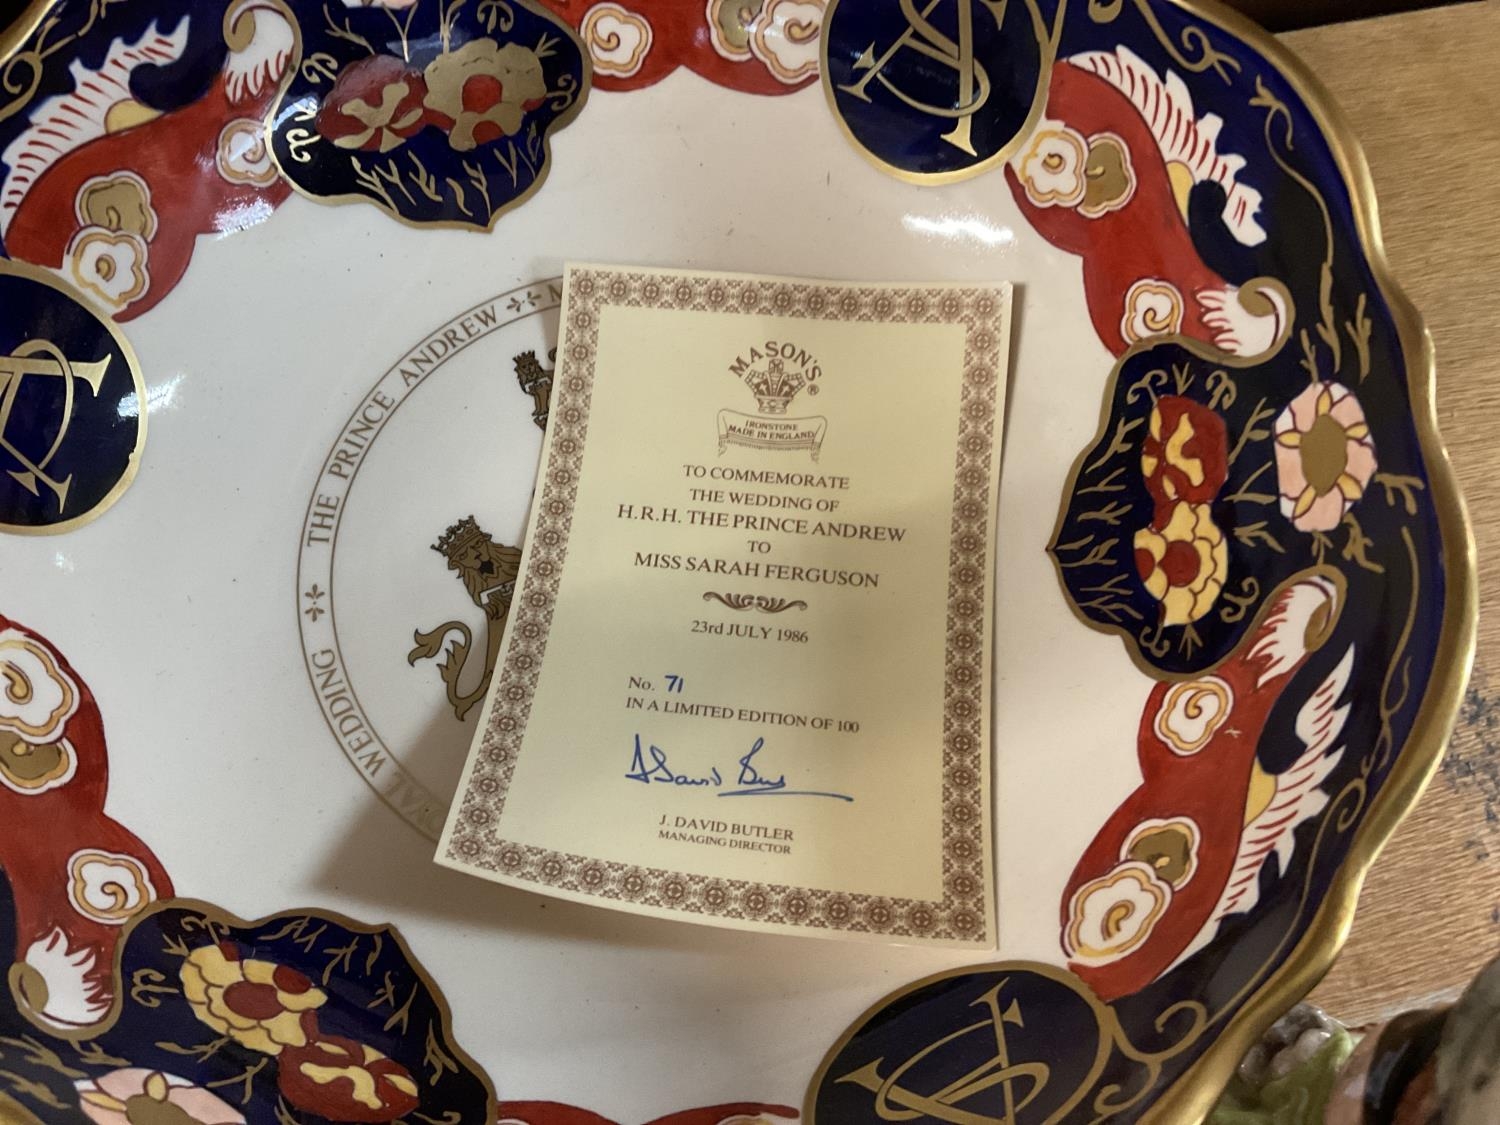 ROYAL WEDDING THE PRINCE ANDREW
MASON'S
®
IRONSTONE
MADE IN ENGLAND
TO COMMEMORATE
THE WEDDING OF
H.R.H. THE PRINCE ANDREW
TO
MISS SARAH FERGUSON
23rd JULY 1986
No. 71
IN A LIMITED EDITION OF 100
J. DAVID BUTLER
MANAGING DIRECTOR